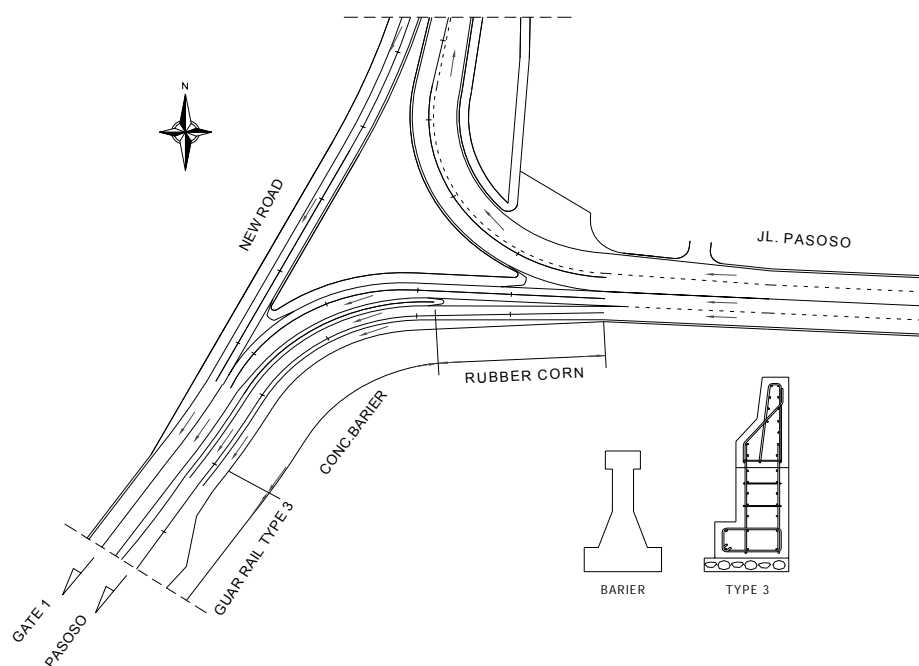 N
NEW ROAD
JL. PASOSO
RUBBER CORN
CONC.BARIER
GUAR RAIL TYPE 3
GATE 1
PASOSO
BARIER
TYPE 3